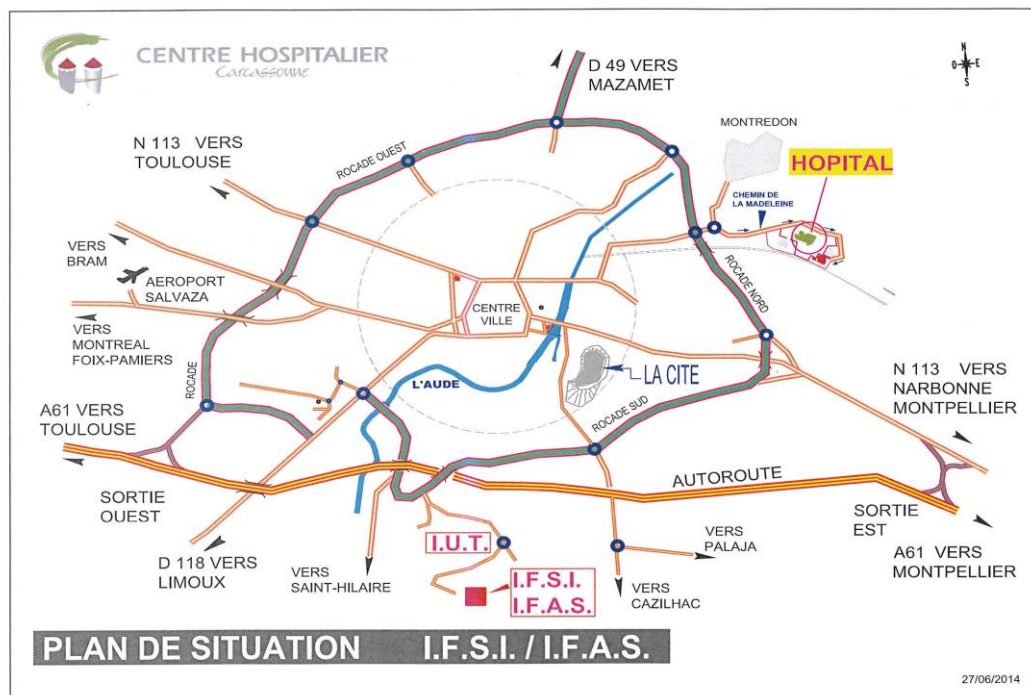 CENTRE HOSPITALIER
Carcassonne
D 49 VERS
MAZAMET
N
O E
S
MONTREDON
N 113 VERS
TOULOUSE
ROCADE OUEST
HOPITAL
CHEMIN DE
LA MADELEINE
VERS
BRAM
AEROPORT
SALVAZA
ROCADE NORD
CENTRE
VILLE
VERS
MONTREAL
FOIX-PAMIERS
ROCADE
L'AUDE
LA CITE
N 113 VERS
NARBONNE
MONTPELLIER
A61 VERS
TOULOUSE
ROCADE SUD
AUTOROUTE
SORTIE
OUEST
SORTIE
EST
I.U.T.
VERS
PALAJA
A61 VERS
MONTPELLIER
D 118 VERS
LIMOUX
VERS
SAINT-HILAIRE
I.F.S.I.
I.F.A.S.
VERS
CAZILHAC
PLAN DE SITUATION I.F.S.I. / I.F.A.S.
27/06/2014